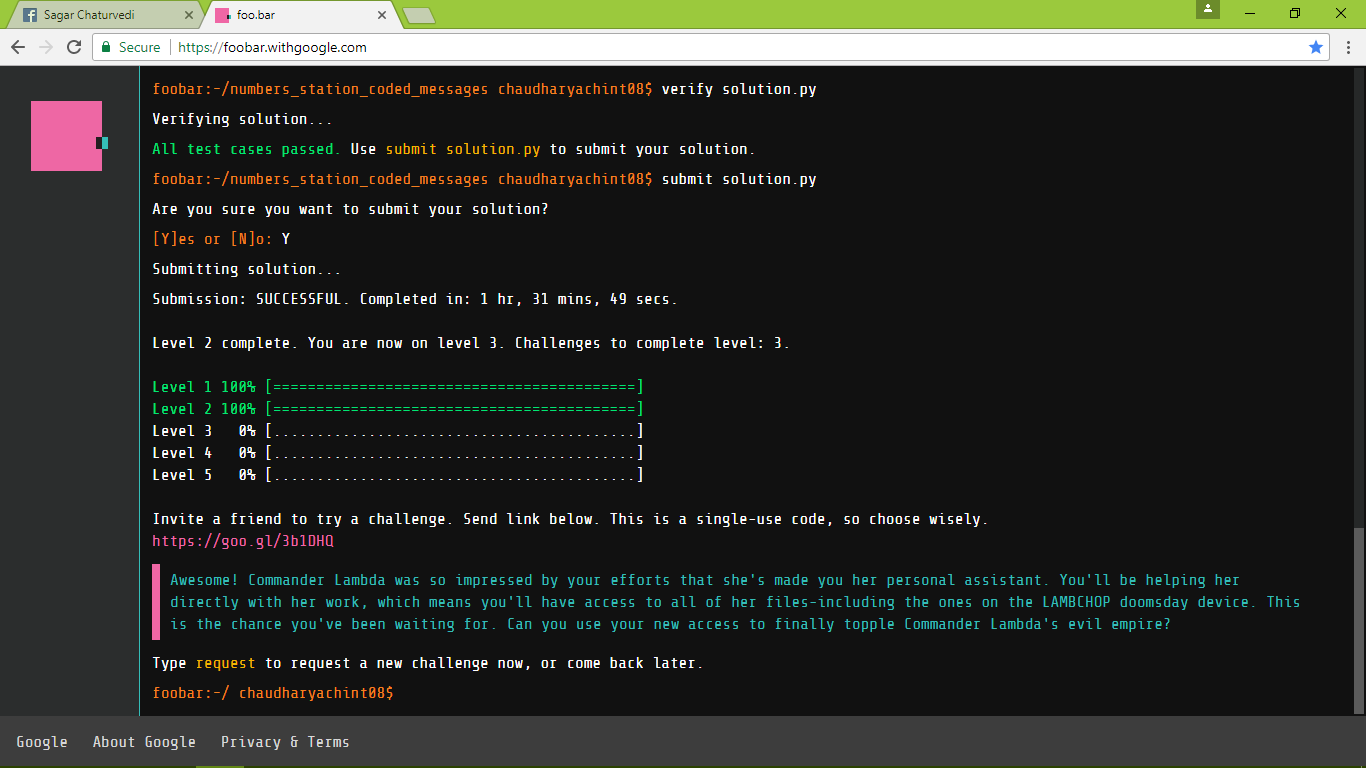 Sagar Chaturvedi
foo.bar
Secure
https://foobar.withgoogle.com
foobar:~/numbers_station_coded_messages chaudharyachint08$ verify solution.py
Verifying solution...
All test cases passed. Use submit solution.py to submit your solution.
foobar:~/numbers_station_coded_messages chaudharyachint08$ submit solution.py
Are you sure you want to submit your solution?
[Y]es or [N]o: Y
Submitting solution...
Submission: SUCCESSFUL. Completed in: 1 hr, 31 mins, 49 secs.
Level 2 complete. You are now on level 3. Challenges to complete level: 3.
Level 1 100% [==========================================]
Level 2 100% [==========================================]
Level 3   0% [..........................................]
Level 4   0% [..........................................]
Level 5   0% [..........................................]
Invite a friend to try a challenge. Send link below. This is a single-use code, so choose wisely.
https://goo.gl/3b1DHQ
Awesome! Commander Lambda was so impressed by your efforts that she's made you her personal assistant. You'll be helping her
directly with her work, which means you'll have access to all of her files-including the ones on the LAMBCHOP doomsday device. This
is the chance you've been waiting for. Can you use your new access to finally topple Commander Lambda's evil empire?
Type request to request a new challenge now, or come back later.
foobar:~/ chaudharyachint08$
Google About Google Privacy & Terms